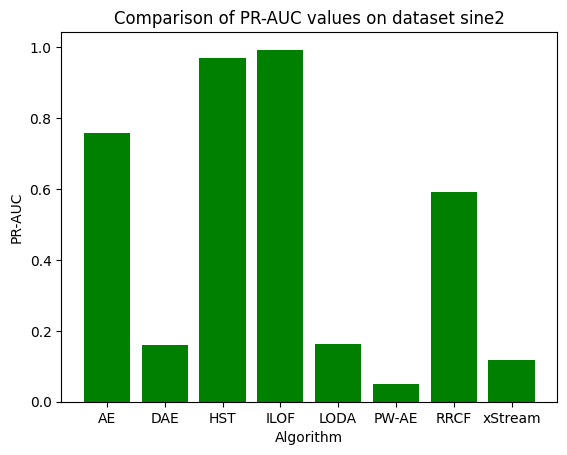 Comparison of PR-AUC values on dataset sine2
PR-AUC
1.0
0.8
0.6
0.4
0.2
0.0
AE DAE HST ILOF LODA PW-AE RRCF xStream
Algorithm